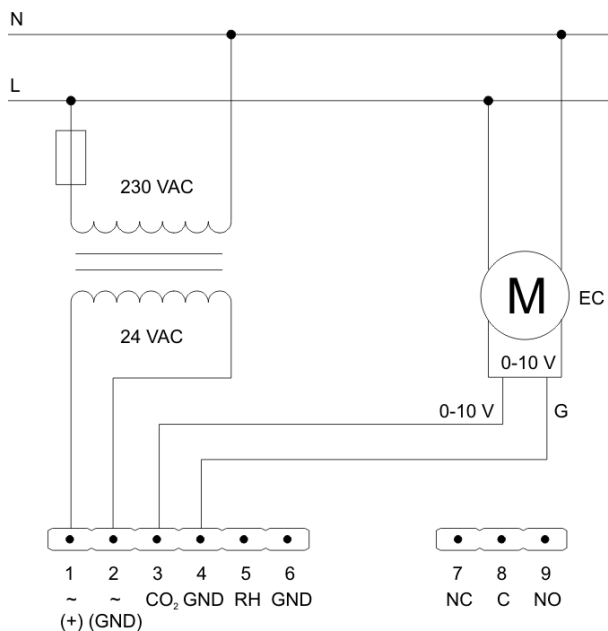 N
L
230 VAC
M
EC
24 VAC
0-10 V
0-10 V
G
1 2 3 4 5 6 7 8 9
~ ~ CO₂ GND RH GND NC C NO
(+) (GND)